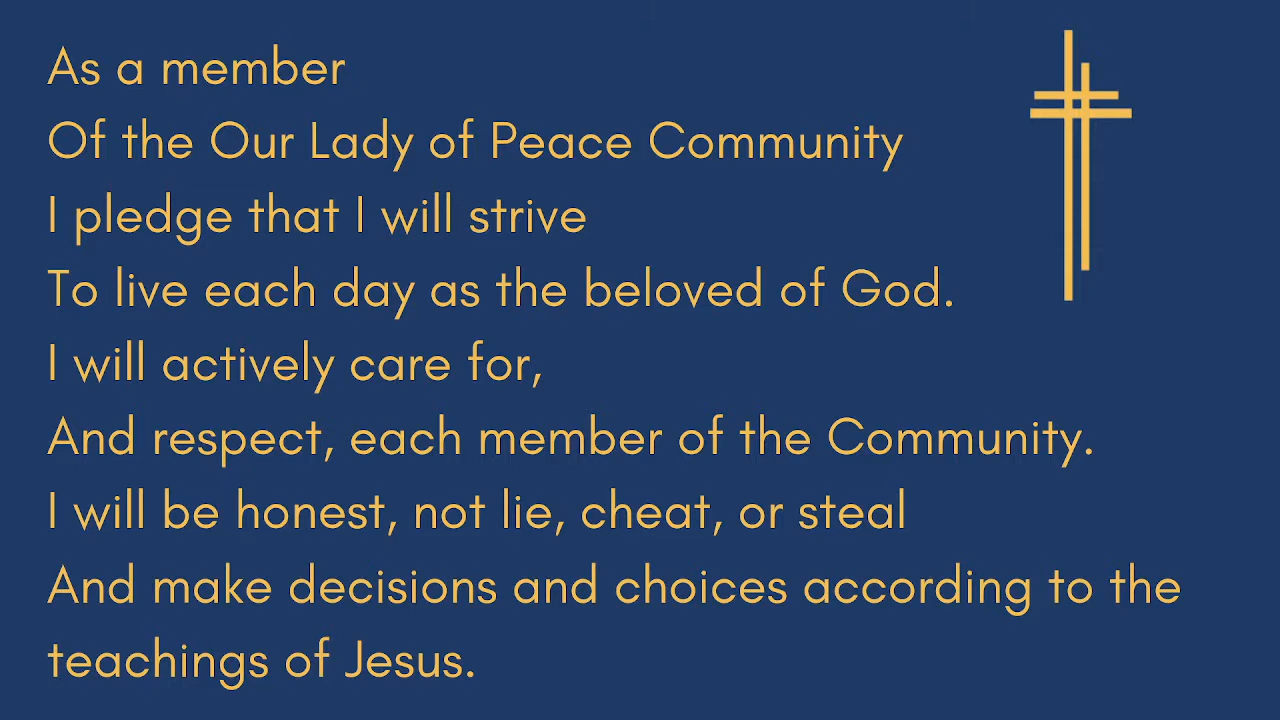 As a member
Of the Our Lady of Peace Community
I pledge that I will strive
To live each day as the beloved of God.
I will actively care for,
And respect, each member of the Community.
I will be honest, not lie, cheat, or steal
And make decisions and choices according to the
teachings of Jesus.